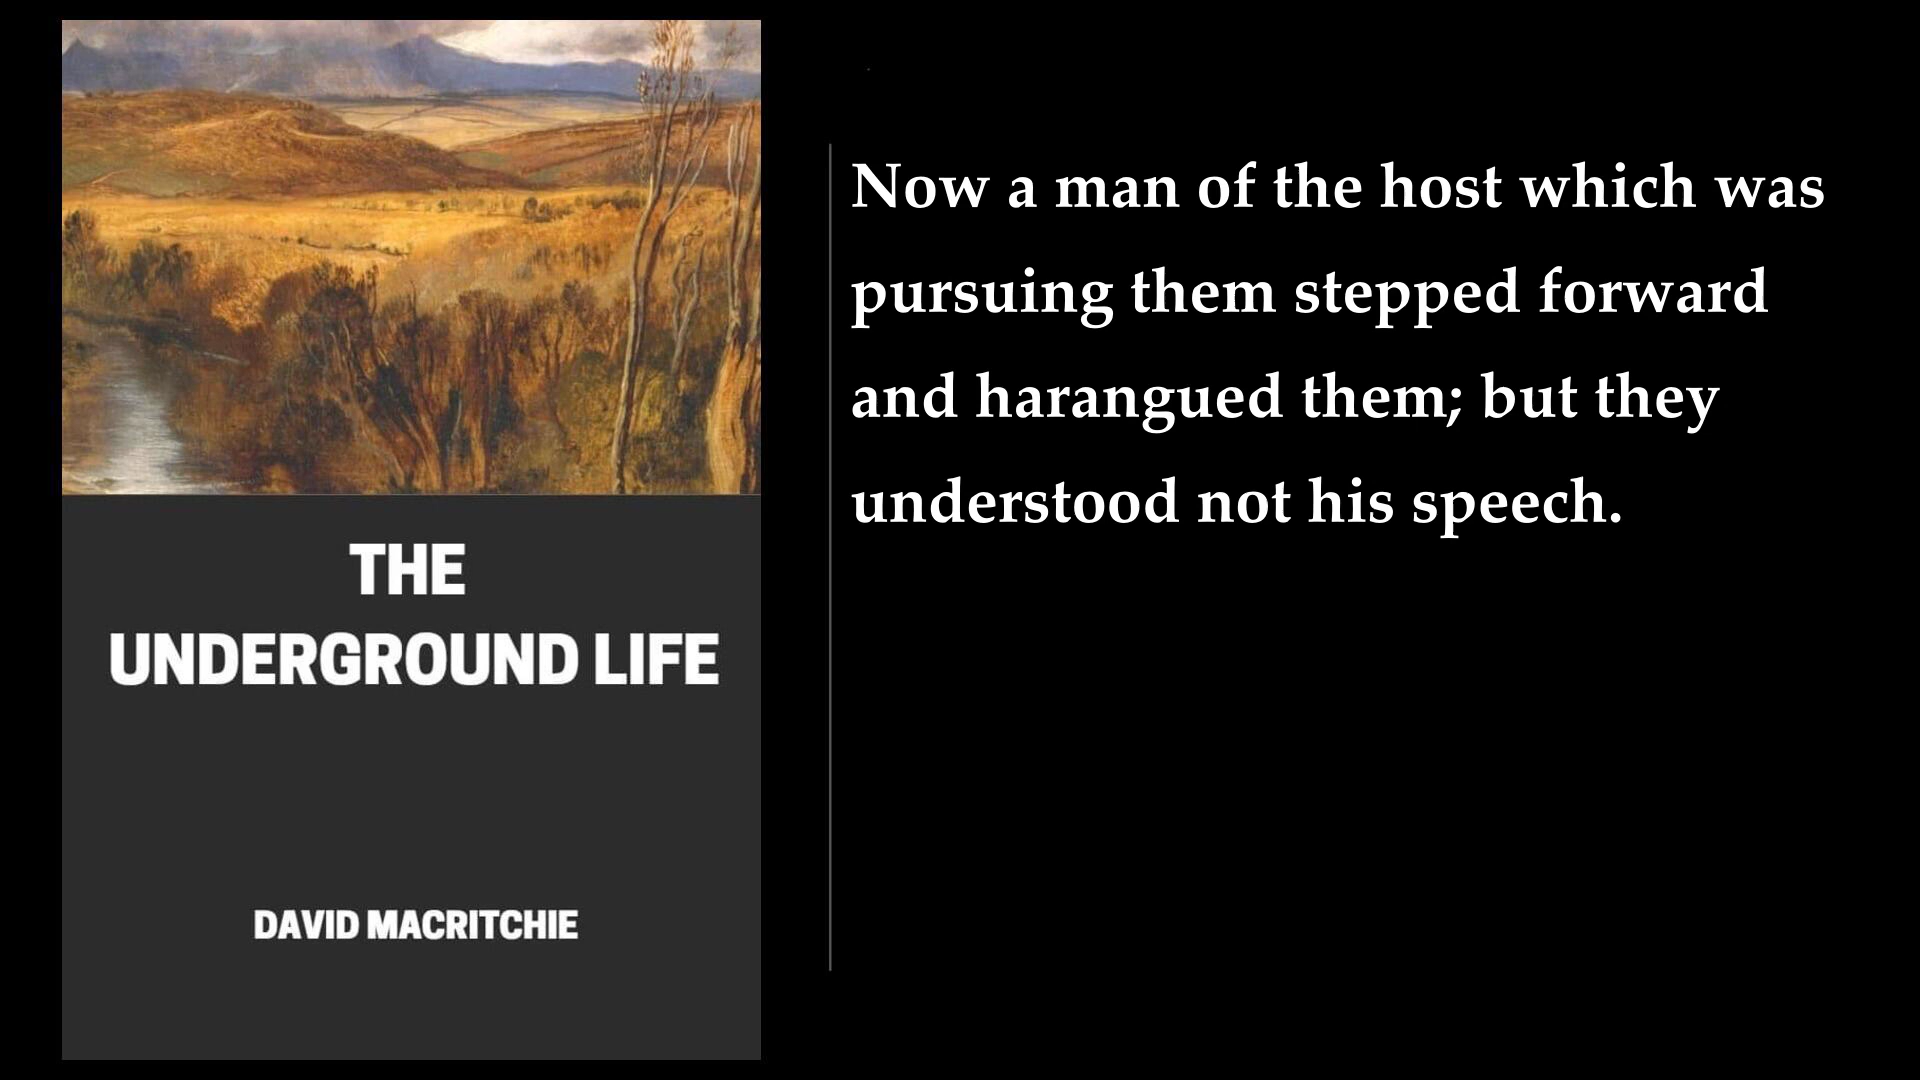 THE
UNDERGROUND LIFE
DAVID MACRITCHIE
Now a man of the host which was
pursuing them stepped forward
and harangued them; but they
understood not his speech.